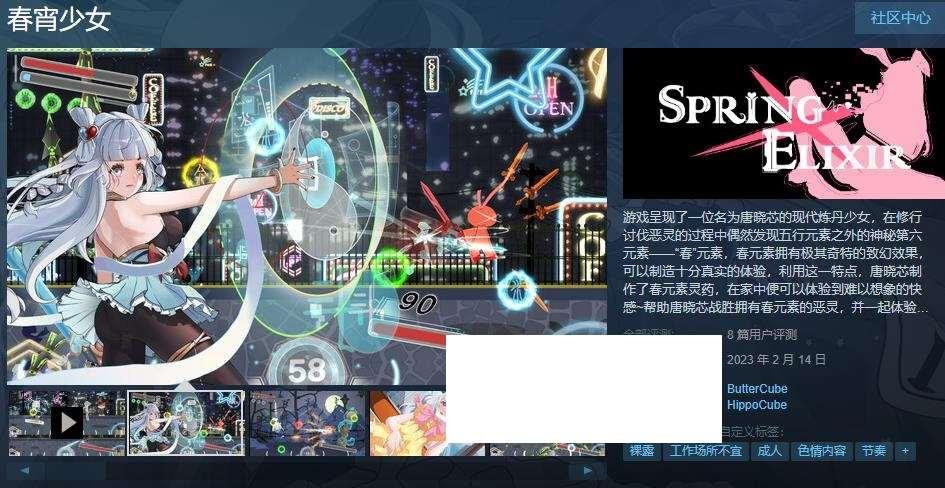 春宵少女
社区中心
COFFEE
COFFEE
DISCO
OPEN
SPRING
ELIXIR
90
58
游戏呈现了一位名为唐晓芯的现代炼丹少女，在修行
讨伐恶灵的过程中偶然发现五行元素之外的神秘第六
元素——“春”元素，春元素拥有极其奇特的致幻效果，
可以制造十分真实的体验，利用这一特点，唐晓芯制
作了春元素灵药，在家中便可以体验到难以想象的快
感~帮助唐晓芯战胜拥有春元素的恶灵，并一起体验...
全部评测:
8 篇用户评测
2023 年 2 月 14 日
ButterCube
HippoCube
自定义标签：
裸露 工作场所不宜 成人 色情内容 节奏 +